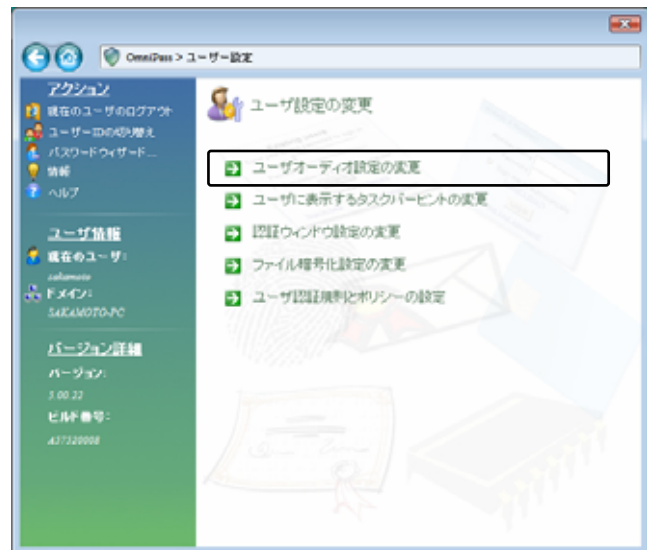 OmniPass > ユーザー設定
アクション
現在のユーザのログアウト
ユーザーIDの切り替え
パスワードウィザード...
情報
ヘルプ
ユーザ情報
現在のユーザ:
sakamoto
ドメイン:
SAKAMOTO-PC
バージョン詳細
バージョン:
5.00.22
ビルド番号:
A37320008
ユーザ設定の変更
ユーザオーディオ設定の変更
ユーザに表示するタスクバーヒントの変更
認証ウィンドウ設定の変更
ファイル暗号化設定の変更
ユーザ認証規則とポリシーの設定